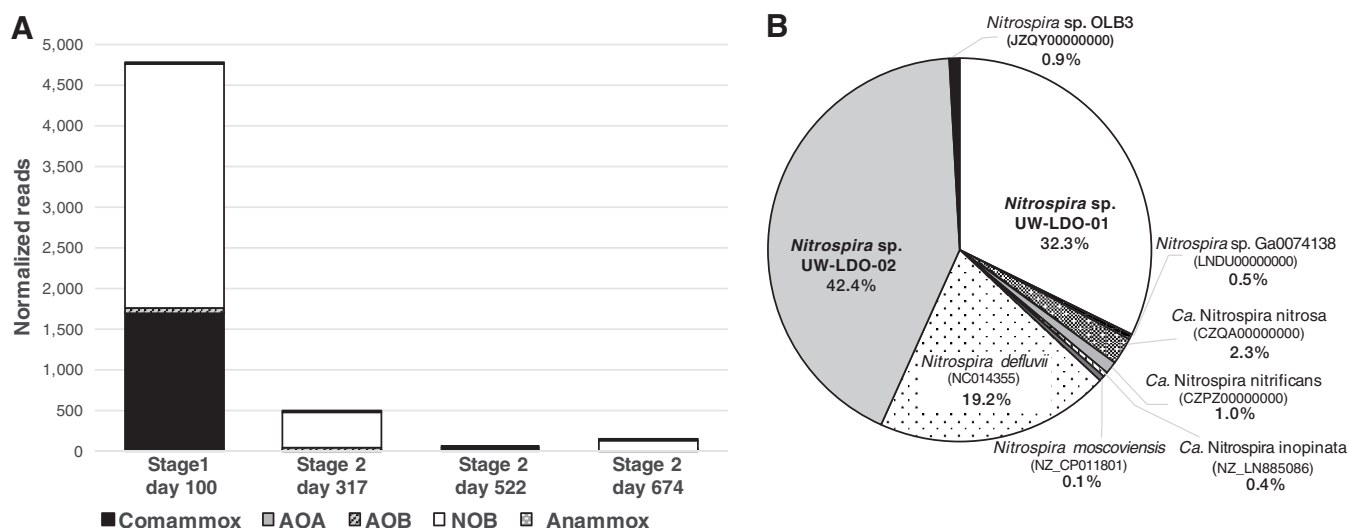 A
Normalized reads
5,000
4,500
4,000
3,500
3,000
2,500
2,000
1,500
1,000
500
0
Stage1
day 100
Stage 2
day 317
Stage 2
day 522
Stage 2
day 674
Comammox AOA AOB NOB Anammox
B
Nitrospira sp. OLB3
(JZQY00000000)
0.9%
Nitrospira sp.
UW-LDO-01
32.3%
Nitrospira sp. Ga0074138
(LNDU00000000)
0.5%
Ca. Nitrospira nitrosa
(CZQA00000000)
2.3%
Ca. Nitrospira nitrificans
(CZPZ00000000)
1.0%
Ca. Nitrospira inopinata
(NZ_LN885086)
0.4%
Nitrospira moscoviensis
(NZ_CP011801)
0.1%
Nitrospira defluvii
(NC014355)
19.2%
Nitrospira sp.
UW-LDO-02
42.4%